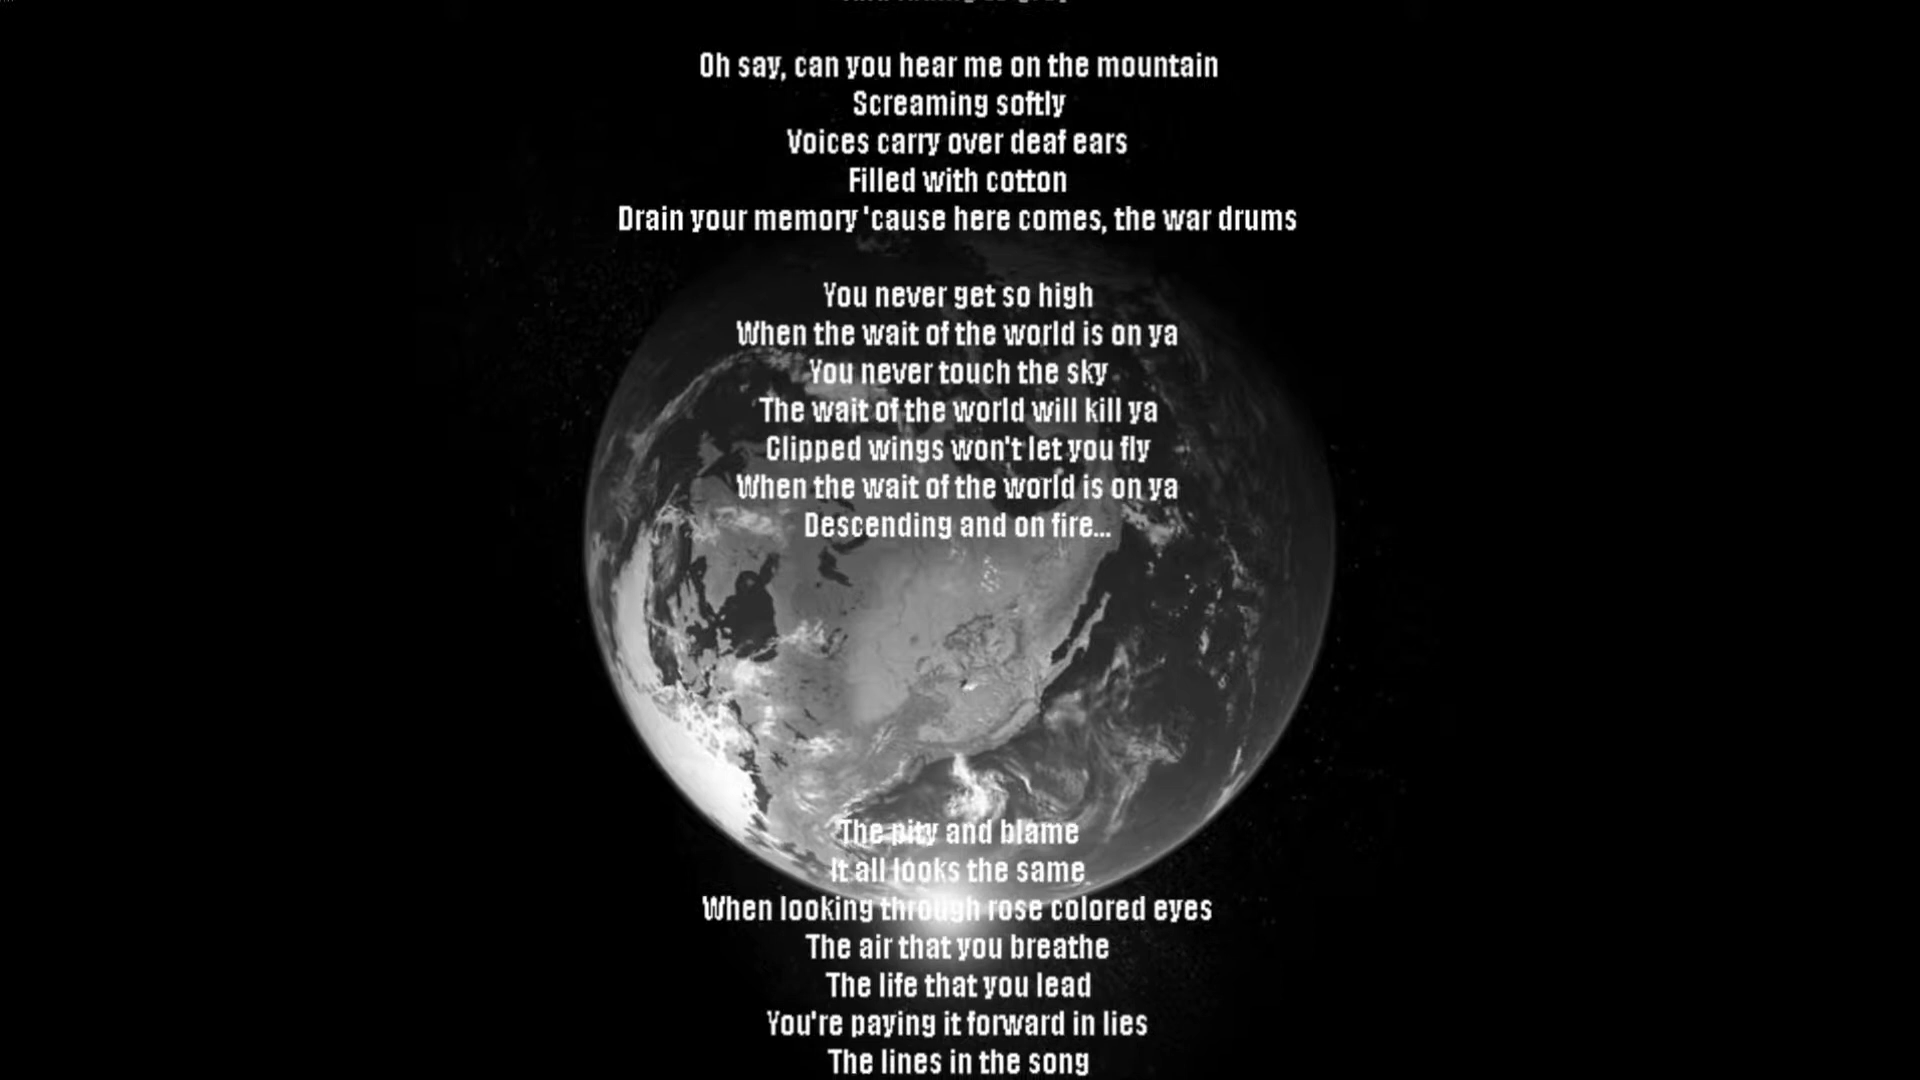 Oh say, can you hear me on the mountain
Screaming softly
Voices carry over deaf ears
Filled with cotton
Drain your memory 'cause here comes, the war drums
You never get so high
When the wait of the world is on ya
You never touch the sky
The wait of the world will kill ya
Clipped wings won't let you fly
When the wait of the world is on ya
Descending and on fire...
The pity and blame
It all looks the same
When looking through rose colored eyes
The air that you breathe
The life that you lead
You're paying it forward in lies
The lines in the song